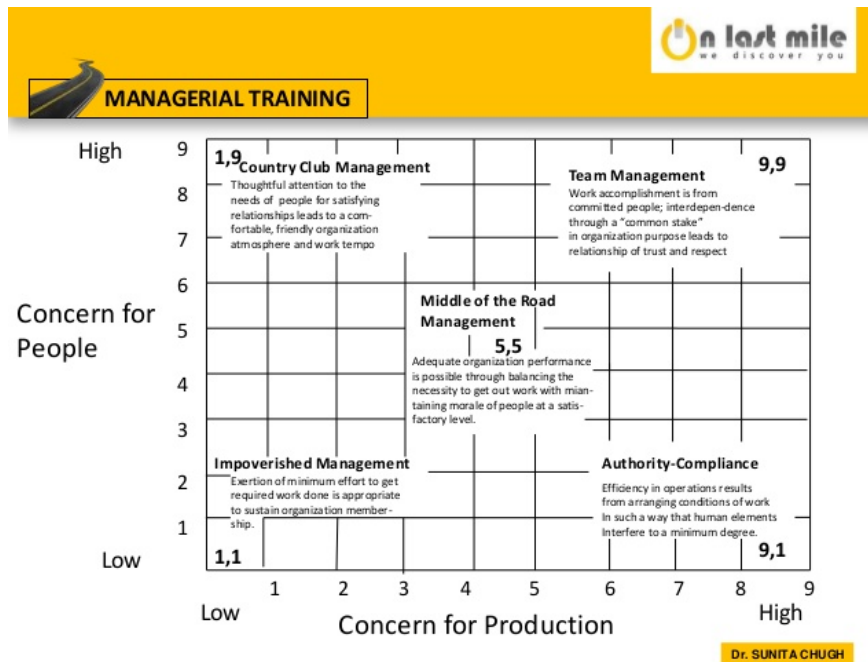 On last mile
we discover you
MANAGERIAL TRAINING
High
9
8
7
6
5
4
3
2
1
Low
Concern for
People
1,9
Country Club Management
Thoughtful attention to the
needs of people for satisfying
relationships leads to a com-
fortable, friendly organization
atmosphere and work tempo
9,9
Team Management
Work accomplishment is from
committed people; interdepen-dence
through a “common stake”
in organization purpose leads to
relationship of trust and respect
Middle of the Road
Management
5,5
Adequate organization performance
is possible through balancing the
necessity to get out work with mian-
taining morale of people at a satis-
factory level.
Impoverished Management
Exertion of minimum effort to get
required work done is appropriate
to sustain organization member-
ship.
1,1
Authority-Compliance
Efficiency in operations results
from arranging conditions of work
In such a way that human elements
Interfere to a minimum degree.
9,1
1 2 3 4 5 6 7 8 9
Low High
Concern for Production
Dr. SUNITA CHUGH